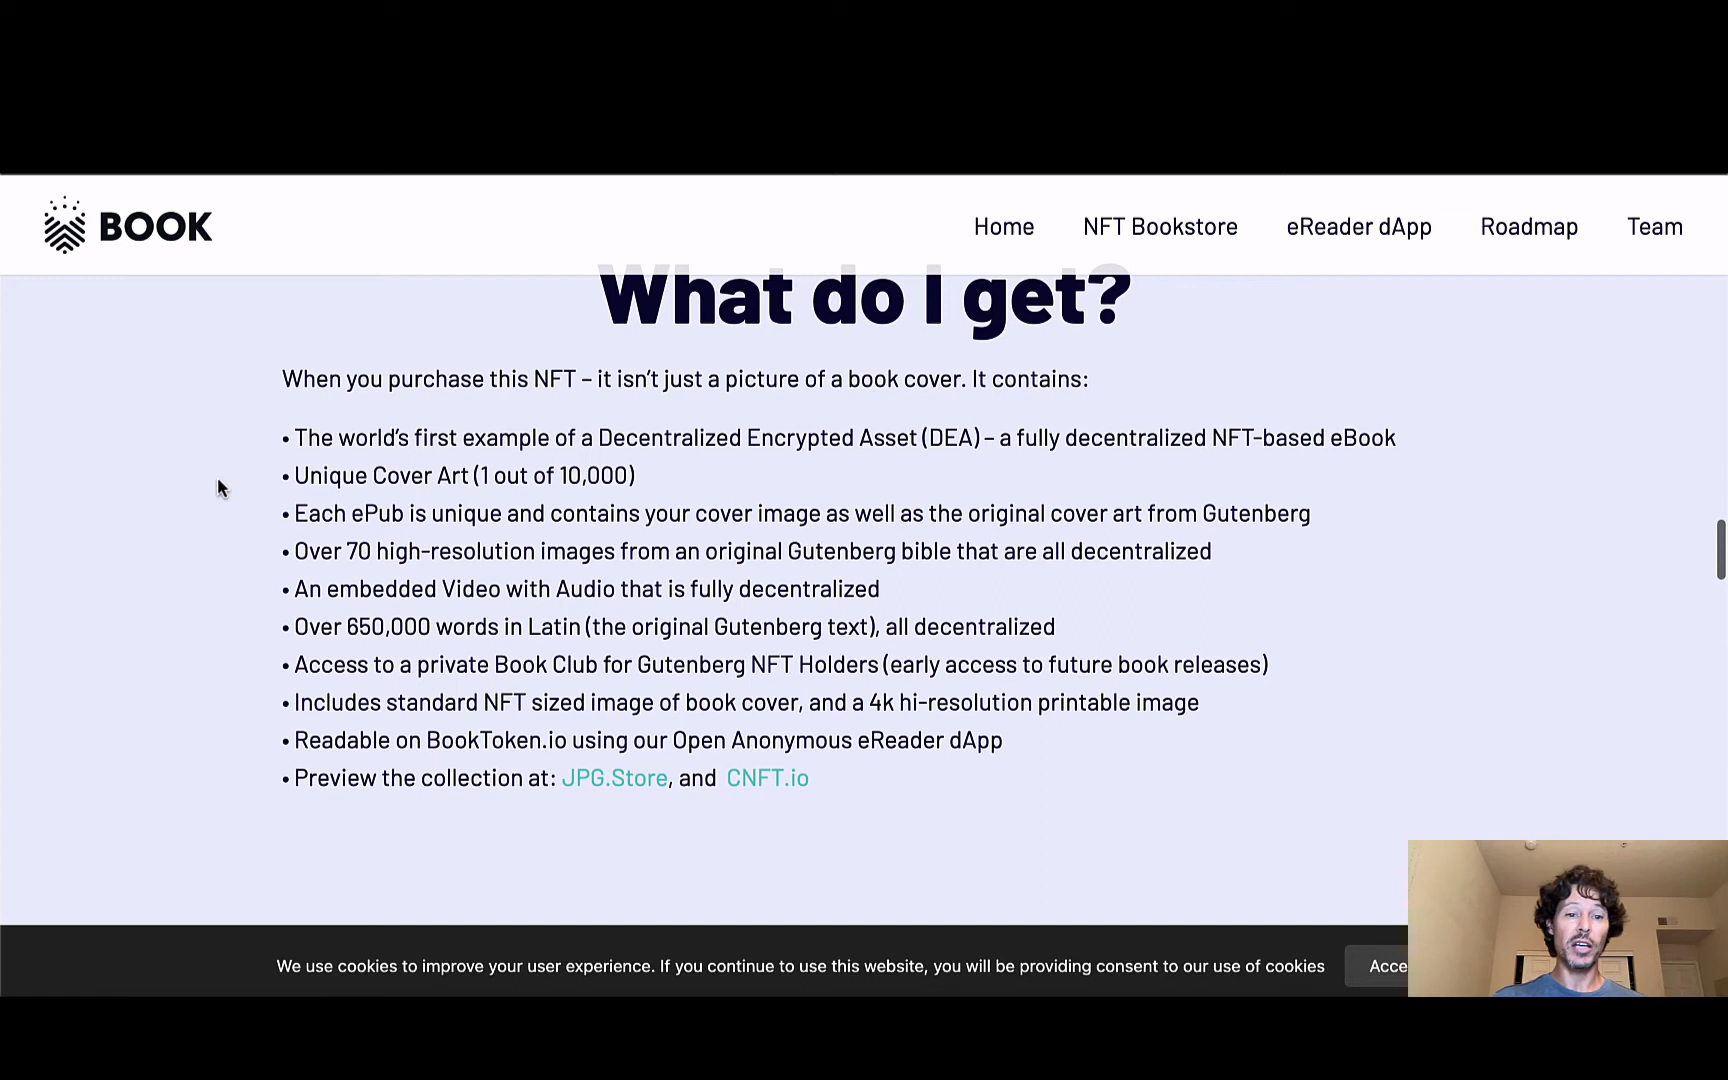 BOOK
Home NFT Bookstore eReader dApp Roadmap Team
What do I get?
When you purchase this NFT – it isn't just a picture of a book cover. It contains:
• The world's first example of a Decentralized Encrypted Asset (DEA) – a fully decentralized NFT-based eBook
• Unique Cover Art (1 out of 10,000)
• Each ePub is unique and contains your cover image as well as the original cover art from Gutenberg
• Over 70 high-resolution images from an original Gutenberg bible that are all decentralized
• An embedded Video with Audio that is fully decentralized
• Over 650,000 words in Latin (the original Gutenberg text), all decentralized
• Access to a private Book Club for Gutenberg NFT Holders (early access to future book releases)
• Includes standard NFT sized image of book cover, and a 4k hi-resolution printable image
• Readable on BookToken.io using our Open Anonymous eReader dApp
• Preview the collection at: JPG.Store, and CNFT.io
We use cookies to improve your user experience. If you continue to use this website, you will be providing consent to our use of cookies